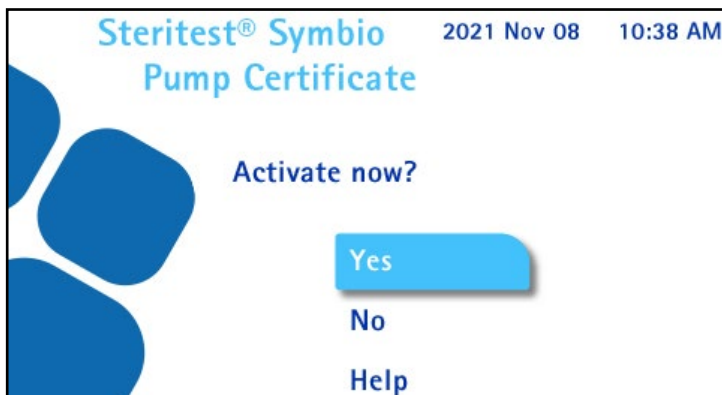 Steritest® Symbio 2021 Nov 08 10:38 AM
Pump Certificate
Activate now?
Yes
No
Help